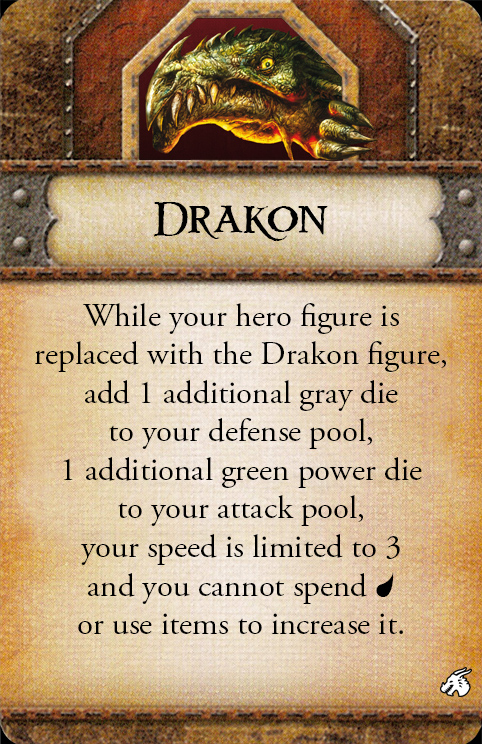 Drakon
While your hero figure is
replaced with the Drakon figure,
add 1 additional gray die
to your defense pool,
1 additional green power die
to your attack pool,
your speed is limited to 3
and you cannot spend
or use items to increase it.